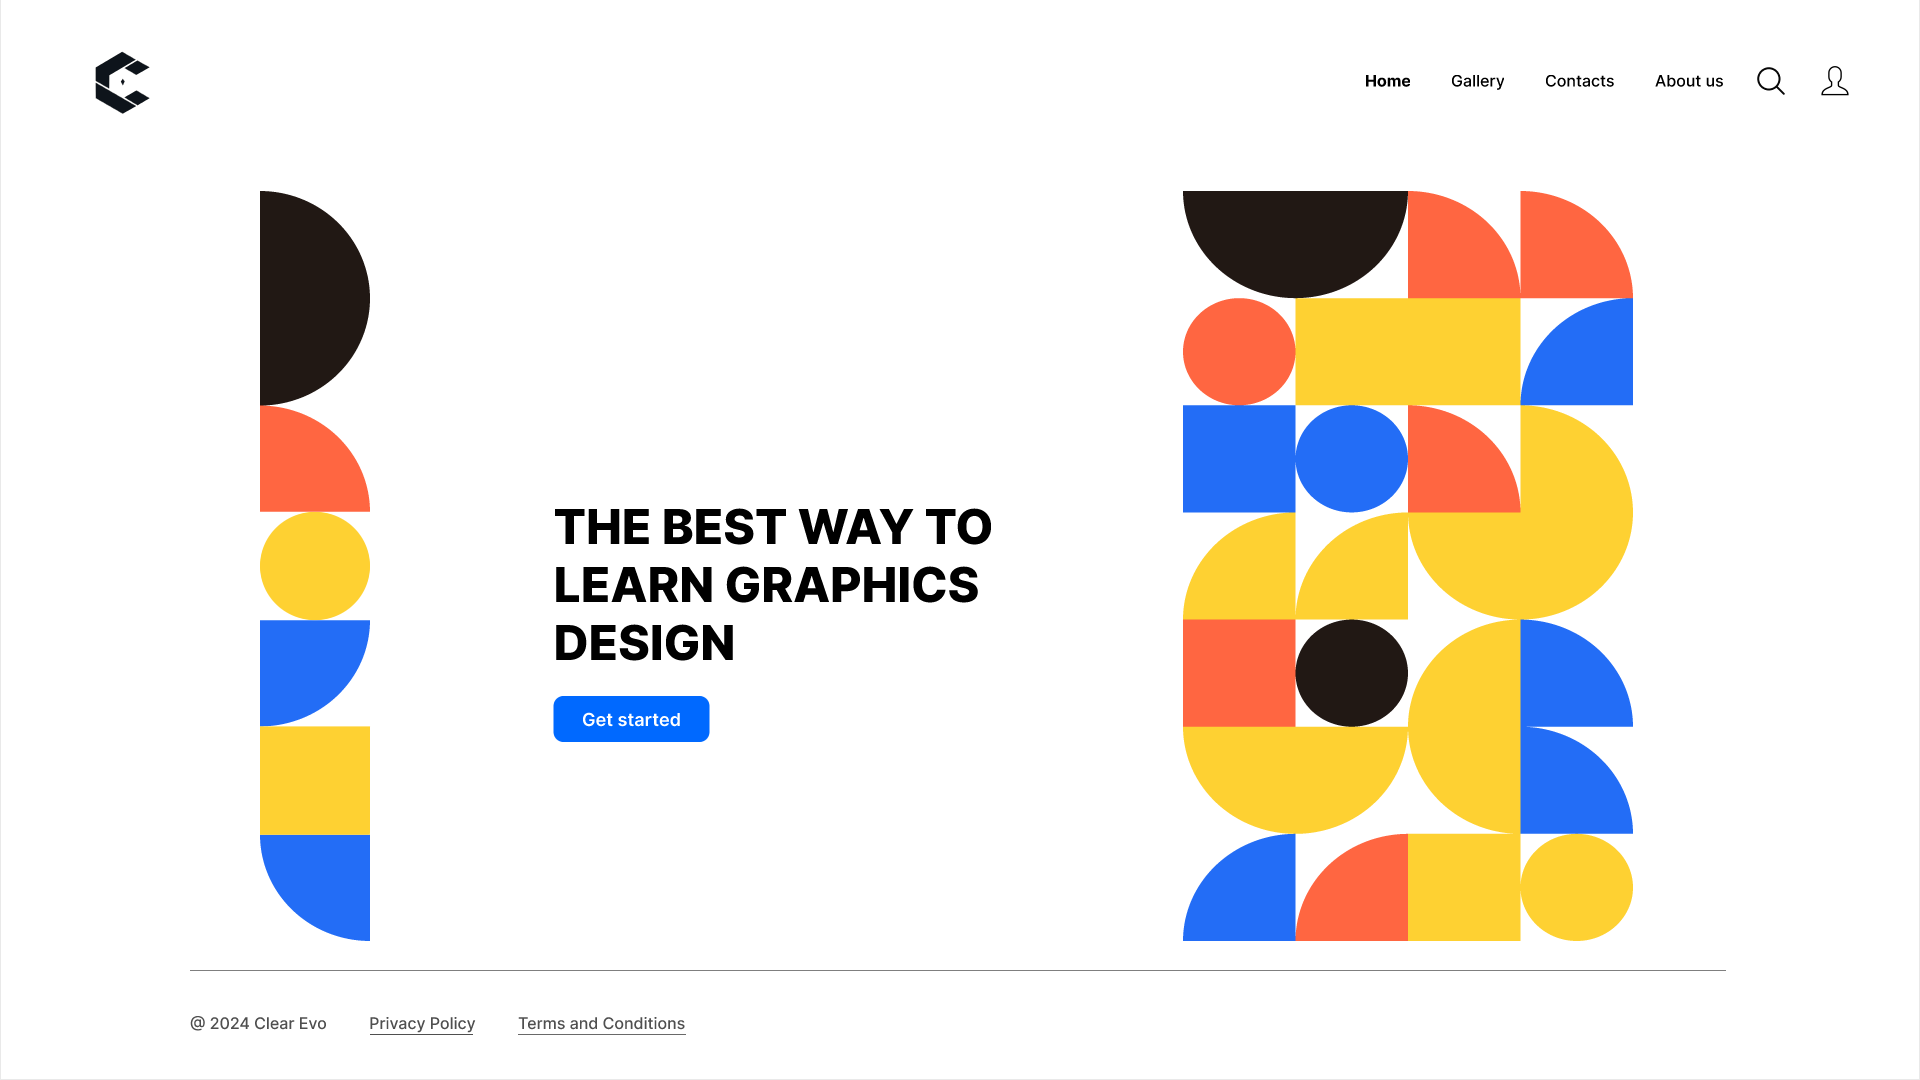 Home Gallery Contacts About us
THE BEST WAY TO
LEARN GRAPHICS
DESIGN
Get started
@ 2024 Clear Evo Privacy Policy Terms and Conditions